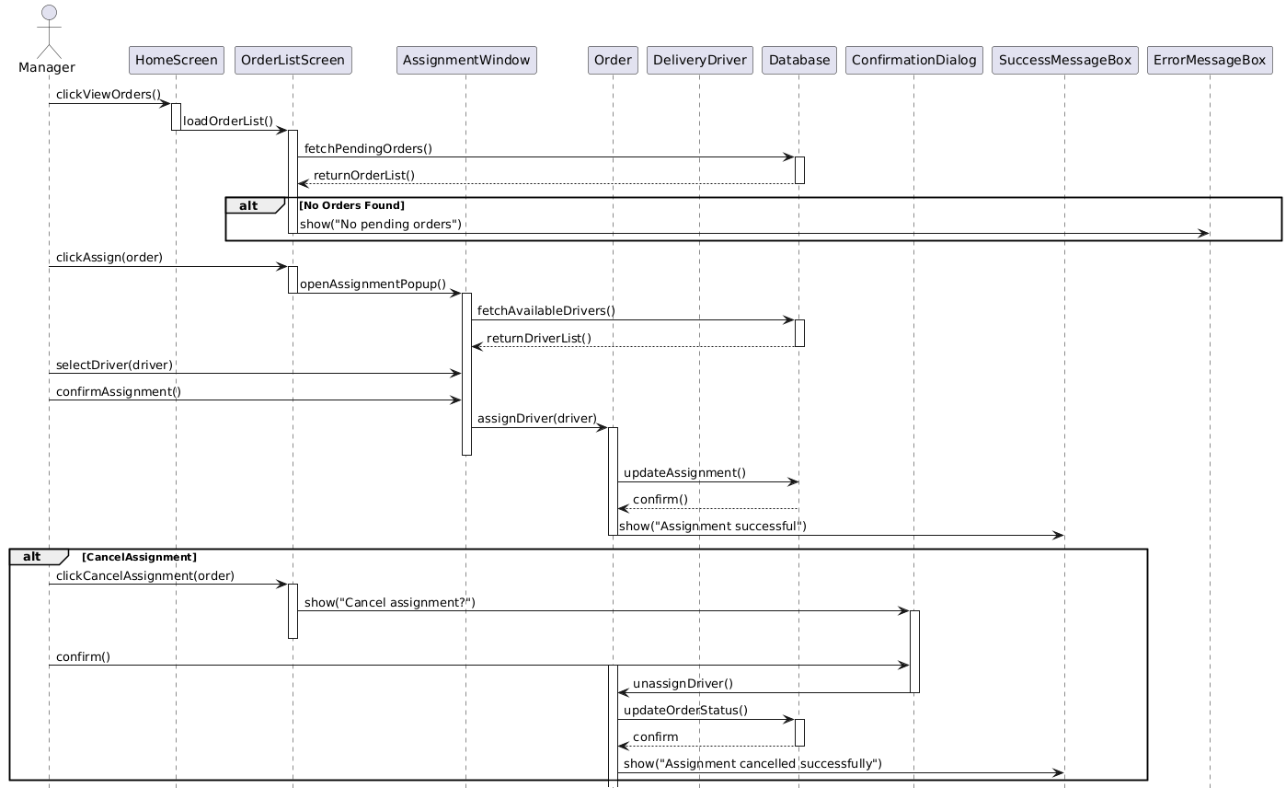 Manager
HomeScreen
OrderListScreen
AssignmentWindow
Order
DeliveryDriver
Database
ConfirmationDialog
SuccessMessageBox
ErrorMessageBox
clickViewOrders()
loadOrderList()
fetchPendingOrders()
returnOrderList()
alt
[No Orders Found]
show("No pending orders")
clickAssign(order)
openAssignmentPopup()
fetchAvailableDrivers()
returnDriverList()
selectDriver(driver)
confirmAssignment()
assignDriver(driver)
updateAssignment()
confirm()
show("Assignment successful")
alt
[CancelAssignment]
clickCancelAssignment(order)
show("Cancel assignment?")
confirm()
unassignDriver()
updateOrderStatus()
confirm
show("Assignment cancelled successfully")